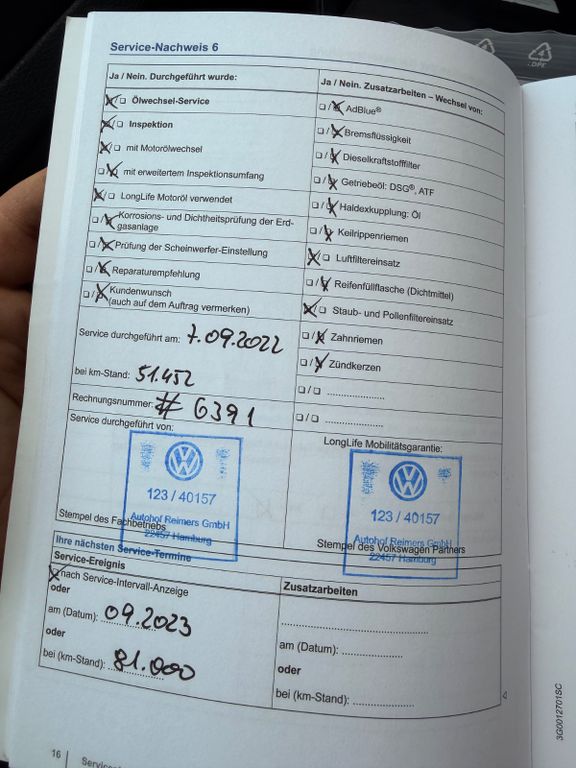 Service-Nachweis 6
Ja / Nein. Durchgeführt wurde:
☒/❑ Ölwechsel-Service
☒/❑ Inspektion
☒/❑ mit Motorölwechsel
❑/☒ mit erweitertem Inspektionsumfang
☒/❑ LongLife Motoröl verwendet
❑/☒ Korrosions- und Dichtheitsprüfung der Erd-
gasanlage
❑/☒ Prüfung der Scheinwerfer-Einstellung
❑/☒ Reparaturempfehlung
❑/☒ Kundenwunsch
(auch auf dem Auftrag vermerken)
Service durchgeführt am: 7.09.2022
bei km-Stand: 51.452
Rechnungsnummer: # 6391
Service durchgeführt von:
VW
123 / 40157
Autohof Reimers GmbH
22457 Hamburg
Stempel des Fachbetriebs
Ja / Nein. Zusatzarbeiten – Wechsel von:
❑/☒ AdBlue®
❑/☒ Bremsflüssigkeit
❑/☒ Dieselkraftstofffilter
❑/☒ Getriebeöl: DSG®, ATF
❑/☒ Haldexkupplung: Öl
❑/☒ Keilrippenriemen
☒/❑ Luftfiltereinsatz
❑/☒ Reifenfüllflasche (Dichtmittel)
☒/❑ Staub- und Pollenfiltereinsatz
❑/☒ Zahnriemen
❑/☒ Zündkerzen
❑/❑ ....................
❑/❑ ....................
LongLife Mobilitätsgarantie:
VW
123 / 40157
Autohof Reimers GmbH
22457 Hamburg
Stempel des Volkswagen Partners
Ihre nächsten Service-Termine
Service-Ereignis
☒ nach Service-Intervall-Anzeige
oder
am (Datum): 09.2023
oder
bei (km-Stand): 81.000
Zusatzarbeiten
........................................
am (Datum): ....................
oder
bei (km-Stand): ....................
16
3G0012701SC
4
.DPE